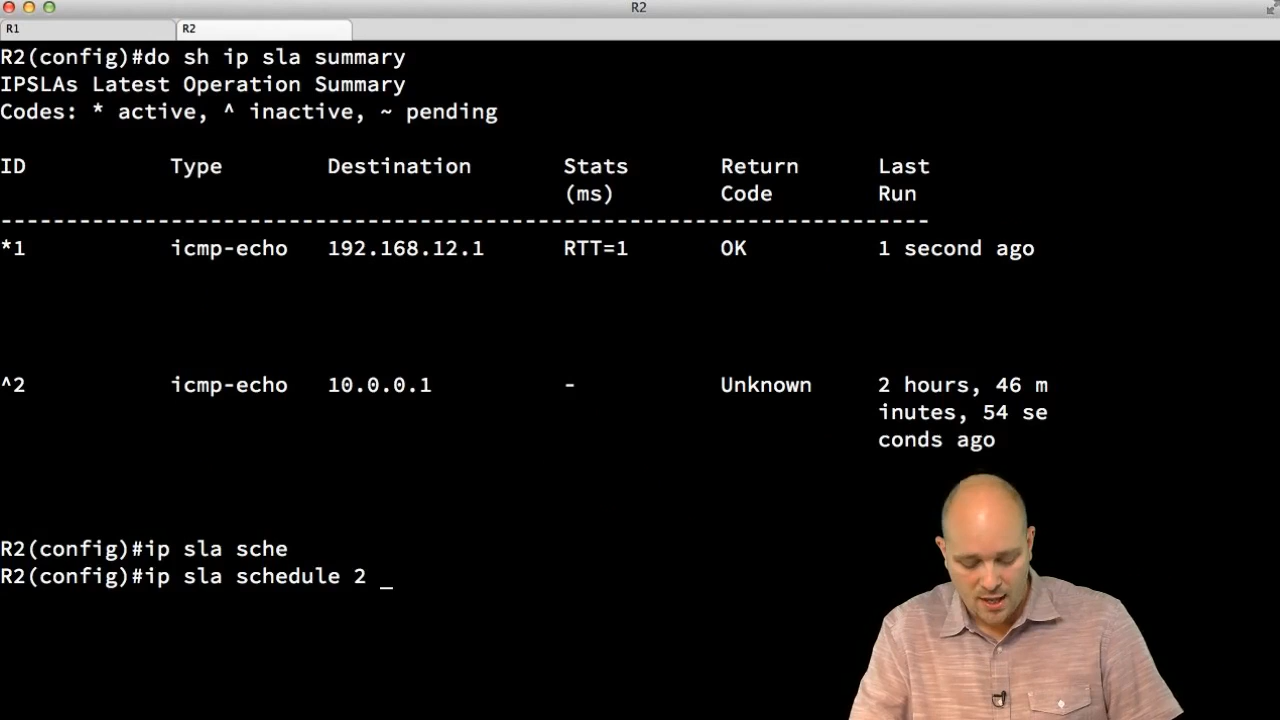 R2
R1 R2
R2(config)#do sh ip sla summary
IPSLAs Latest Operation Summary
Codes: * active, ^ inactive, ~ pending
ID Type Destination Stats Return Last
(ms) Code Run
-----------------------------------------------------------------------
*1 icmp-echo 192.168.12.1 RTT=1 OK 1 second ago
^2 icmp-echo 10.0.0.1 - Unknown 2 hours, 46 m
inutes, 54 se
conds ago
R2(config)#ip sla sche
R2(config)#ip sla schedule 2 _